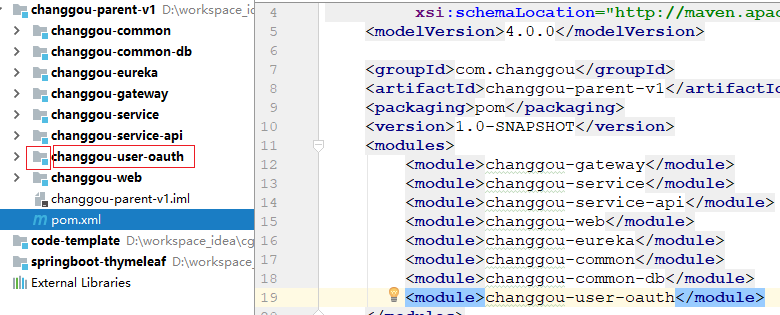 changgou-parent-v1 D:\workspace_id
changgou-common
changgou-common-db
changgou-eureka
changgou-gateway
changgou-service
changgou-service-api
changgou-user-oauth
changgou-web
changgou-parent-v1.iml
pom.xml
code-template D:\workspace_idea\cg
springboot-thymeleaf D:\workspace_
External Libraries
4 xsi:schemaLocation="http://maven.apac
5 <modelVersion>4.0.0</modelVersion>
6
7 <groupId>com.changgou</groupId>
8 <artifactId>changgou-parent-v1</artifactId
9 <packaging>pom</packaging>
10 <version>1.0-SNAPSHOT</version>
11 <modules>
12 <module>changgou-gateway</module>
13 <module>changgou-service</module>
14 <module>changgou-service-api</module>
15 <module>changgou-web</module>
16 <module>changgou-eureka</module>
17 <module>changgou-common</module>
18 <module>changgou-common-db</module>
19 <module>changgou-user-oauth</module>
20 </modules>